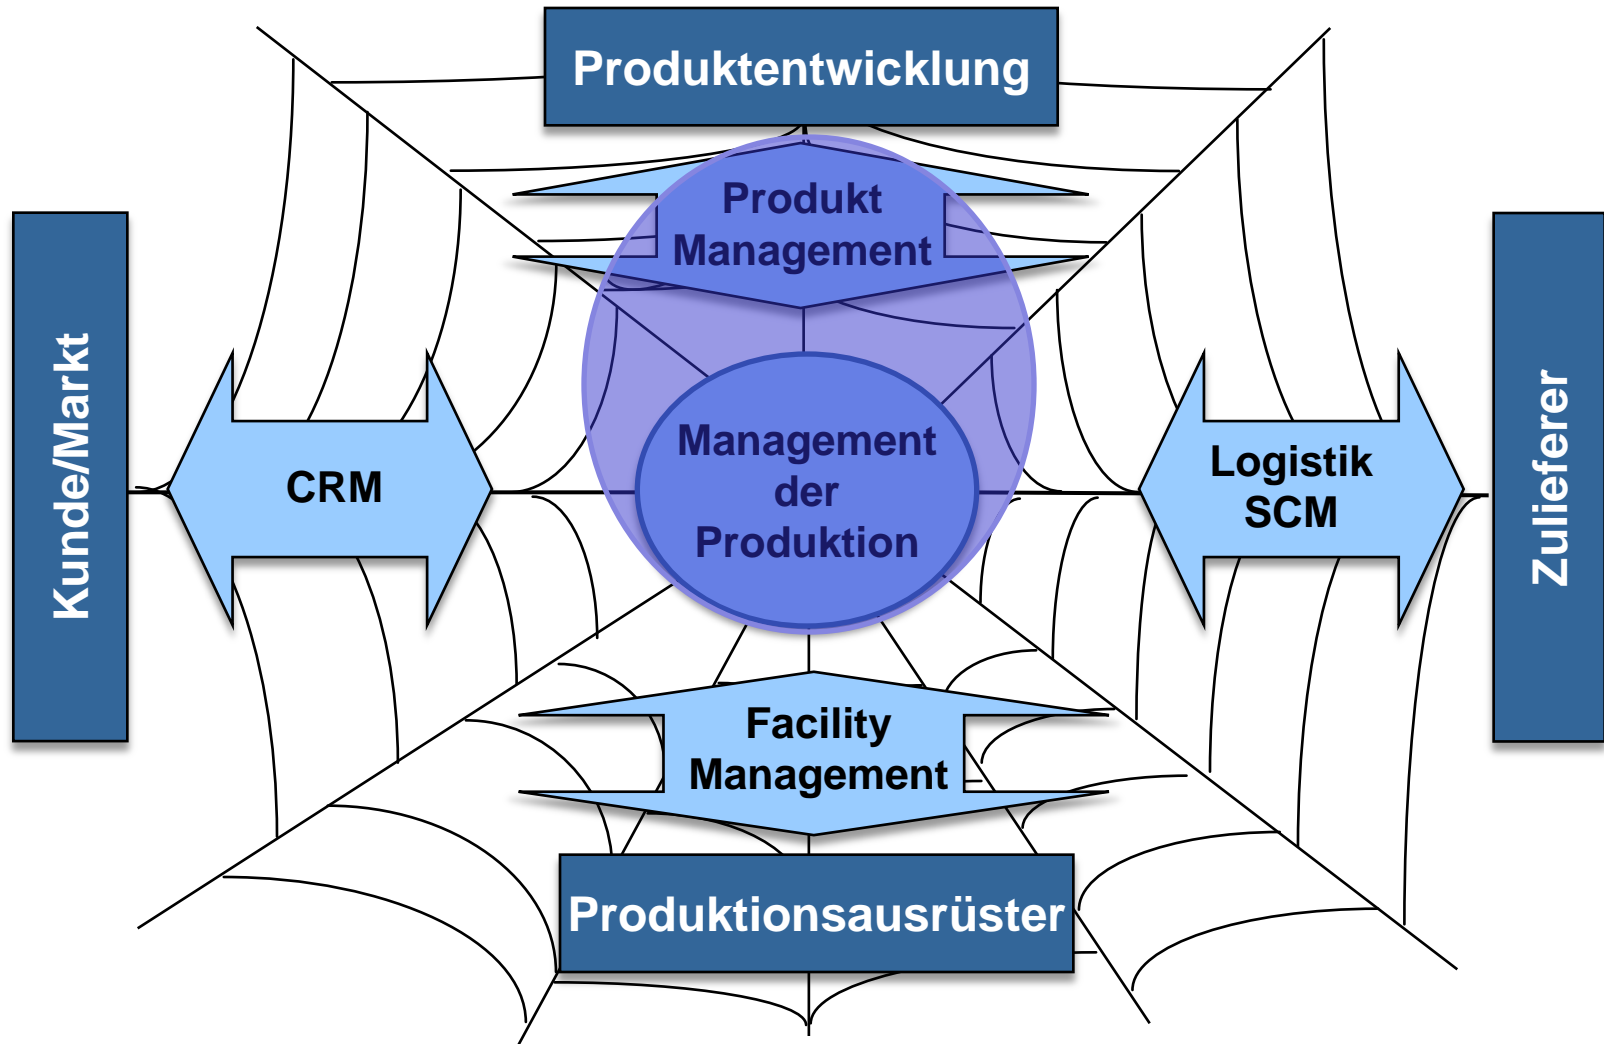 Produktentwicklung
Produkt
Management
Kunde/Markt
CRM
Management
der
Produktion
Logistik
SCM
Zulieferer
Facility
Management
Produktionsausrüster